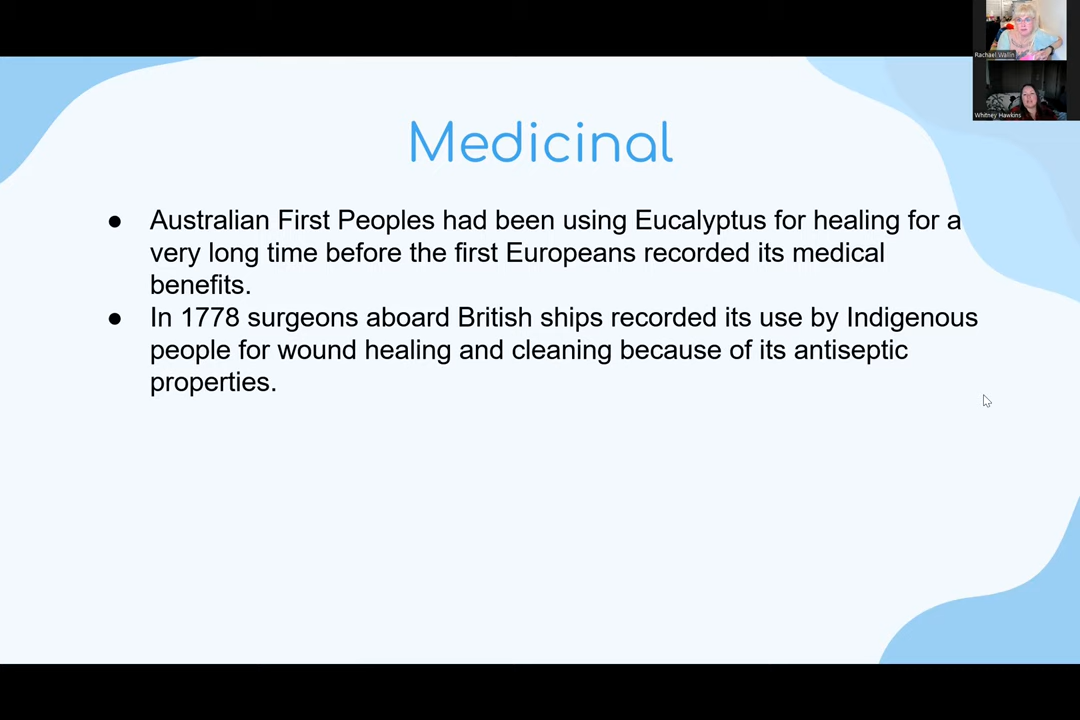 Rachael Wallin
Whitney Hawkins
Medicinal
● Australian First Peoples had been using Eucalyptus for healing for a
very long time before the first Europeans recorded its medical
benefits.
● In 1778 surgeons aboard British ships recorded its use by Indigenous
people for wound healing and cleaning because of its antiseptic
properties.